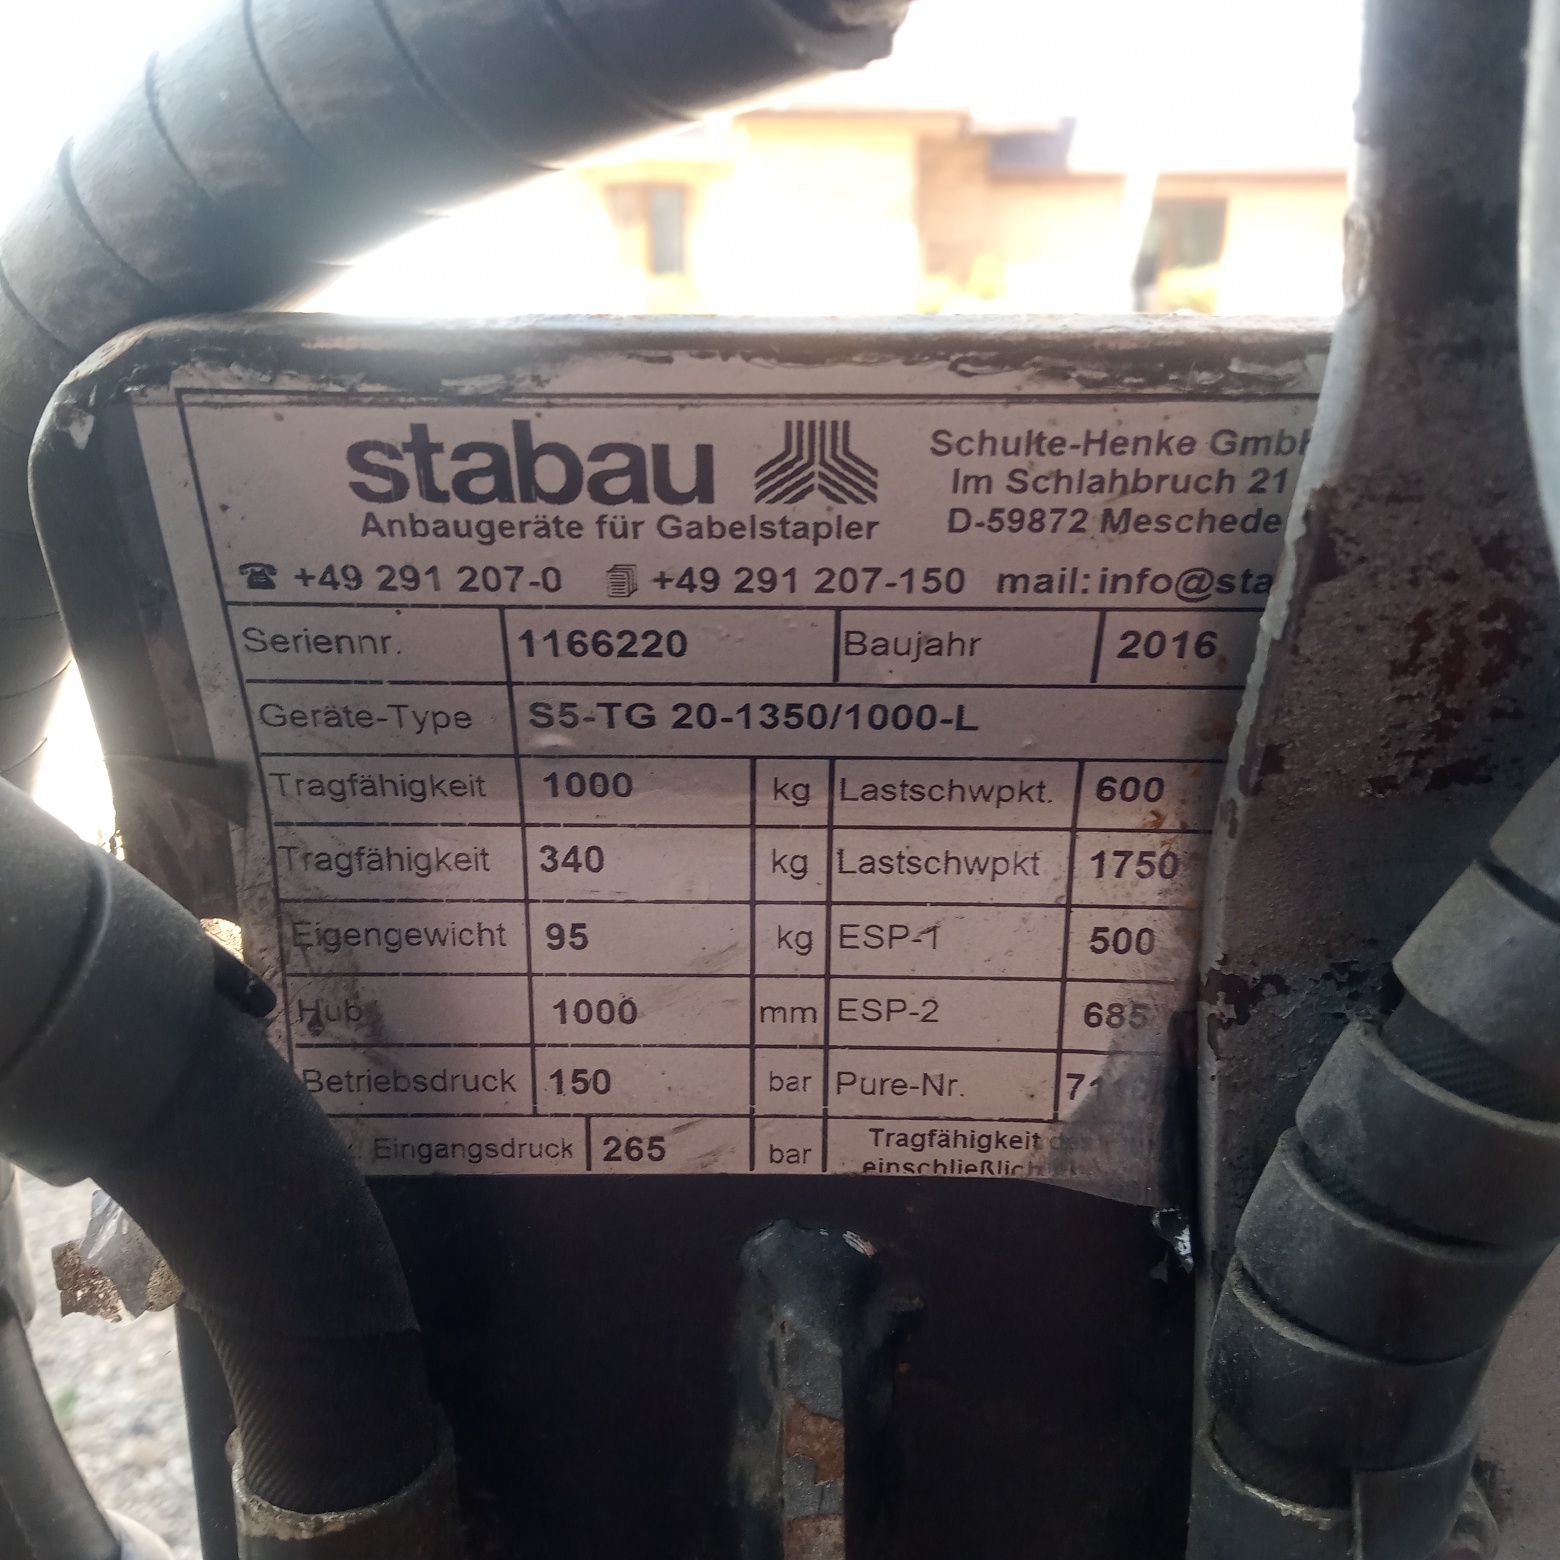 stabau
Anbaugeräte für Gabelstapler
Schulte-Henke GmbH
Im Schlahbruch 21
D-59872 Meschede
+49 291 207-0 +49 291 207-150 mail: info@sta
Seriennr. 1166220 Baujahr 2016
Geräte-Type S5-TG 20-1350/1000-L
Tragfähigkeit 1000 kg Lastschwpkt. 600
Tragfähigkeit 340 kg Lastschwpkt 1750
Eigengewicht 95 kg ESP-1 500
Hub 1000 mm ESP-2 685
Betriebsdruck 150 bar Pure-Nr.
Eingangsdruck 265 bar Tragfähigkeit
einschließlich